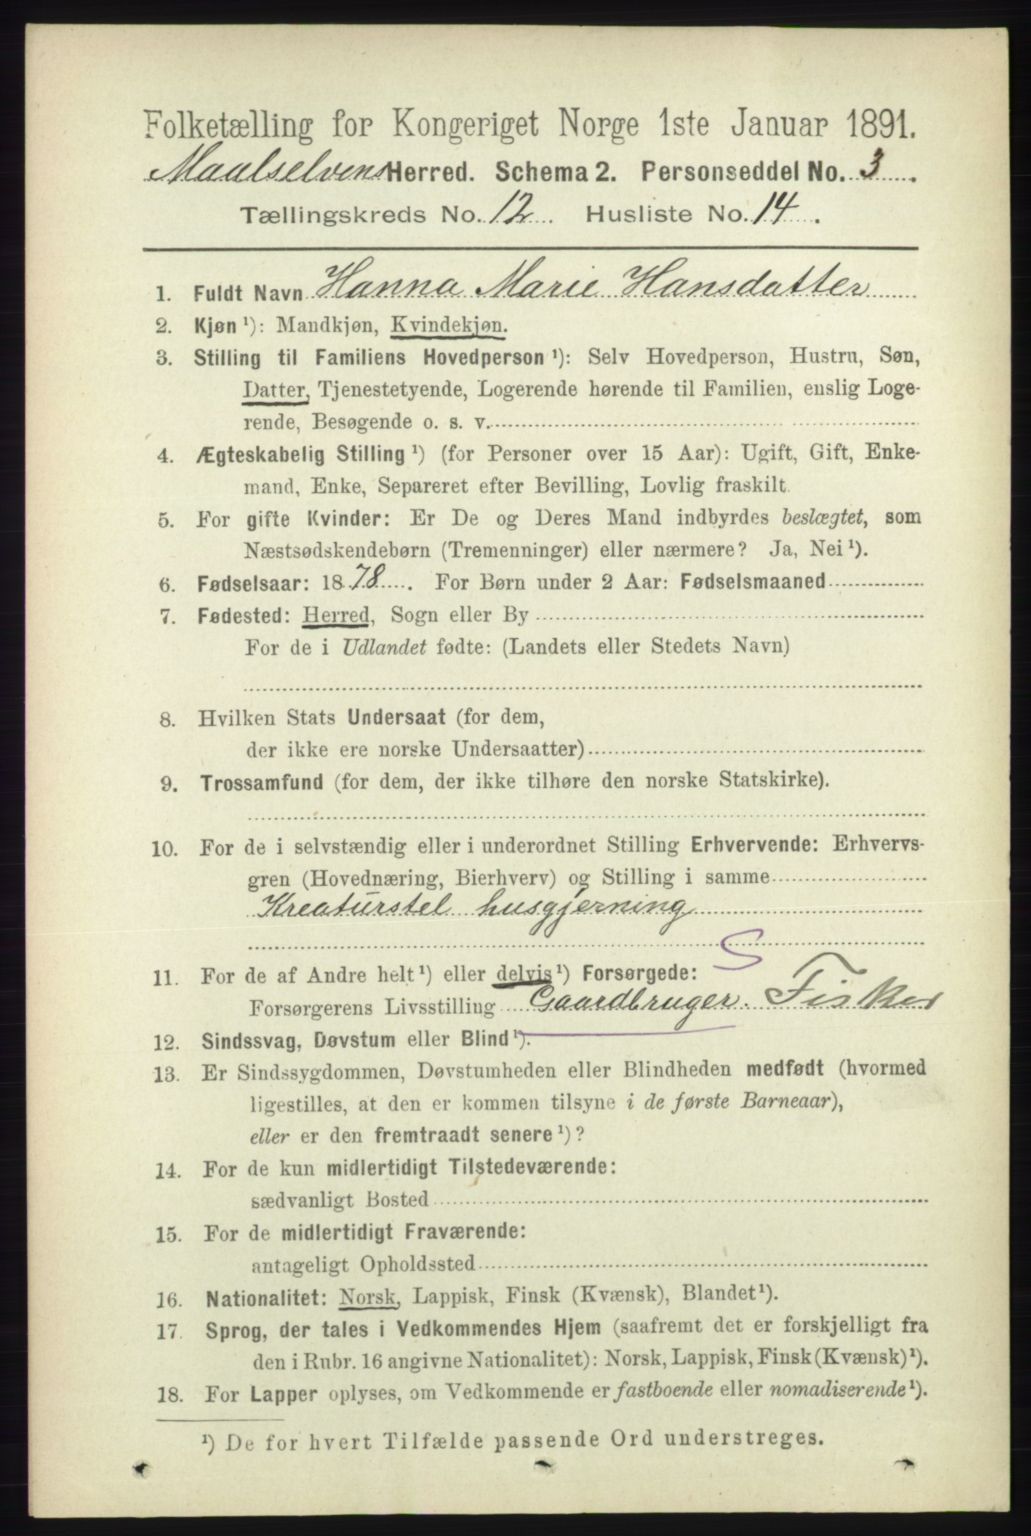 Folketælling for Kongeriget Norge 1ste Januar 1891.
Maalselvens Herred. Schema 2. Personseddel No. 3.
Tællingskreds No. 12. Husliste No. 14.
1. Fuldt Navn Hanna Marie Hansdatter
2. Kjøn ¹): Mandkjøn, Kvindekjøn.
3. Stilling til Familiens Hovedperson ¹): Selv Hovedperson, Hustru, Søn,
Datter, Tjenestetyende, Logerende hørende til Familien, enslig Loge-
rende, Besøgende o. s. v.
4. Ægteskabelig Stilling ¹) (for Personer over 15 Aar): Ugift, Gift, Enke-
mand, Enke, Separeret efter Bevilling, Lovlig fraskilt.
5. For gifte Kvinder: Er De og Deres Mand indbyrdes beslægtet, som
Næstsødskendebørn (Tremenninger) eller nærmere? Ja, Nei ¹).
6. Fødselsaar: 1878. For Børn under 2 Aar: Fødselsmaaned
7. Fødested: Herred, Sogn eller By
For de i Udlandet fødte: (Landets eller Stedets Navn)
8. Hvilken Stats Undersaat (for dem,
der ikke ere norske Undersaatter)
9. Trossamfund (for dem, der ikke tilhøre den norske Statskirke).
10. For de i selvstændig eller i underordnet Stilling Erhvervende: Erhvervs-
gren (Hovednæring, Bierhverv) og Stilling i samme
Kreaturstel husgjerning
S
11. For de af Andre helt ¹) eller delvis ¹) Forsørgede:
Forsørgerens Livsstilling Gaardbruger. Fisker
12. Sindssvag, Døvstum eller Blind ¹).
13. Er Sindssygdommen, Døvstumheden eller Blindheden medfødt (hvormed
ligestilles, at den er kommen tilsyne i de første Barneaar),
eller er den fremtraadt senere ¹)?
14. For de kun midlertidigt Tilstedeværende:
sædvanligt Bosted
15. For de midlertidigt Fraværende:
antageligt Opholdssted
16. Nationalitet: Norsk, Lappisk, Finsk (Kvænsk), Blandet ¹).
17. Sprog, der tales i Vedkommendes Hjem (saafremt det er forskjelligt fra
den i Rubr. 16 angivne Nationalitet): Norsk, Lappisk, Finsk (Kvænsk) ¹).
18. For Lapper oplyses, om Vedkommende er fastboende eller nomadiserende ¹).
¹) De for hvert Tilfælde passende Ord understreges.